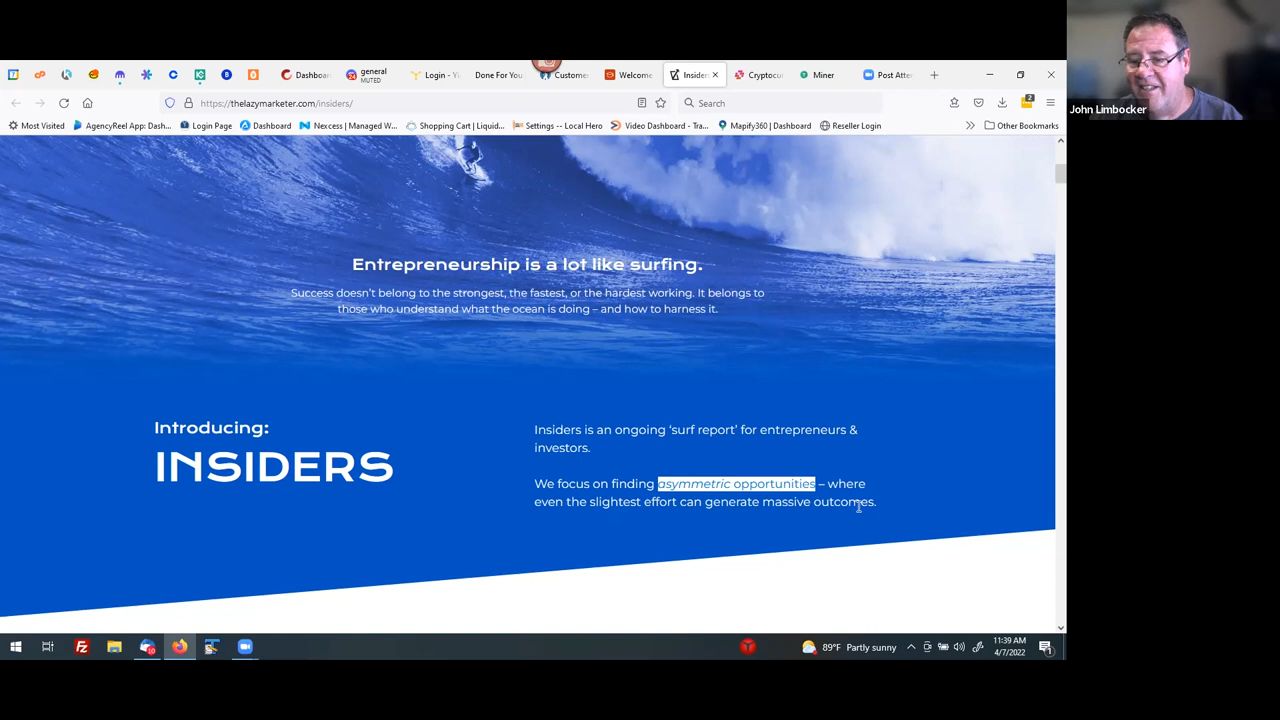 Dashboa
general
MUTED
Login - Y
Done For You
Custome
Welcome
Insider
Cryptocu
Miner
Post Atte
https://thelazymarketer.com/insiders/
Search
2
John Limbocker
Most Visited
AgencyReel App: Dash...
Login Page
Dashboard
Nexcess | Managed W...
Shopping Cart | Liquid...
Settings -- Local Hero
Video Dashboard - Tra...
Mapify360 | Dashboard
Reseller Login
Other Bookmarks
Entrepreneurship is a lot like surfing.
Success doesn't belong to the strongest, the fastest, or the hardest working. It belongs to
those who understand what the ocean is doing – and how to harness it.
Introducing:
INSIDERS
Insiders is an ongoing ‘surf report’ for entrepreneurs &
investors.
We focus on finding asymmetric opportunities – where
even the slightest effort can generate massive outcomes.
89°F Partly sunny
11:39 AM
4/7/2022